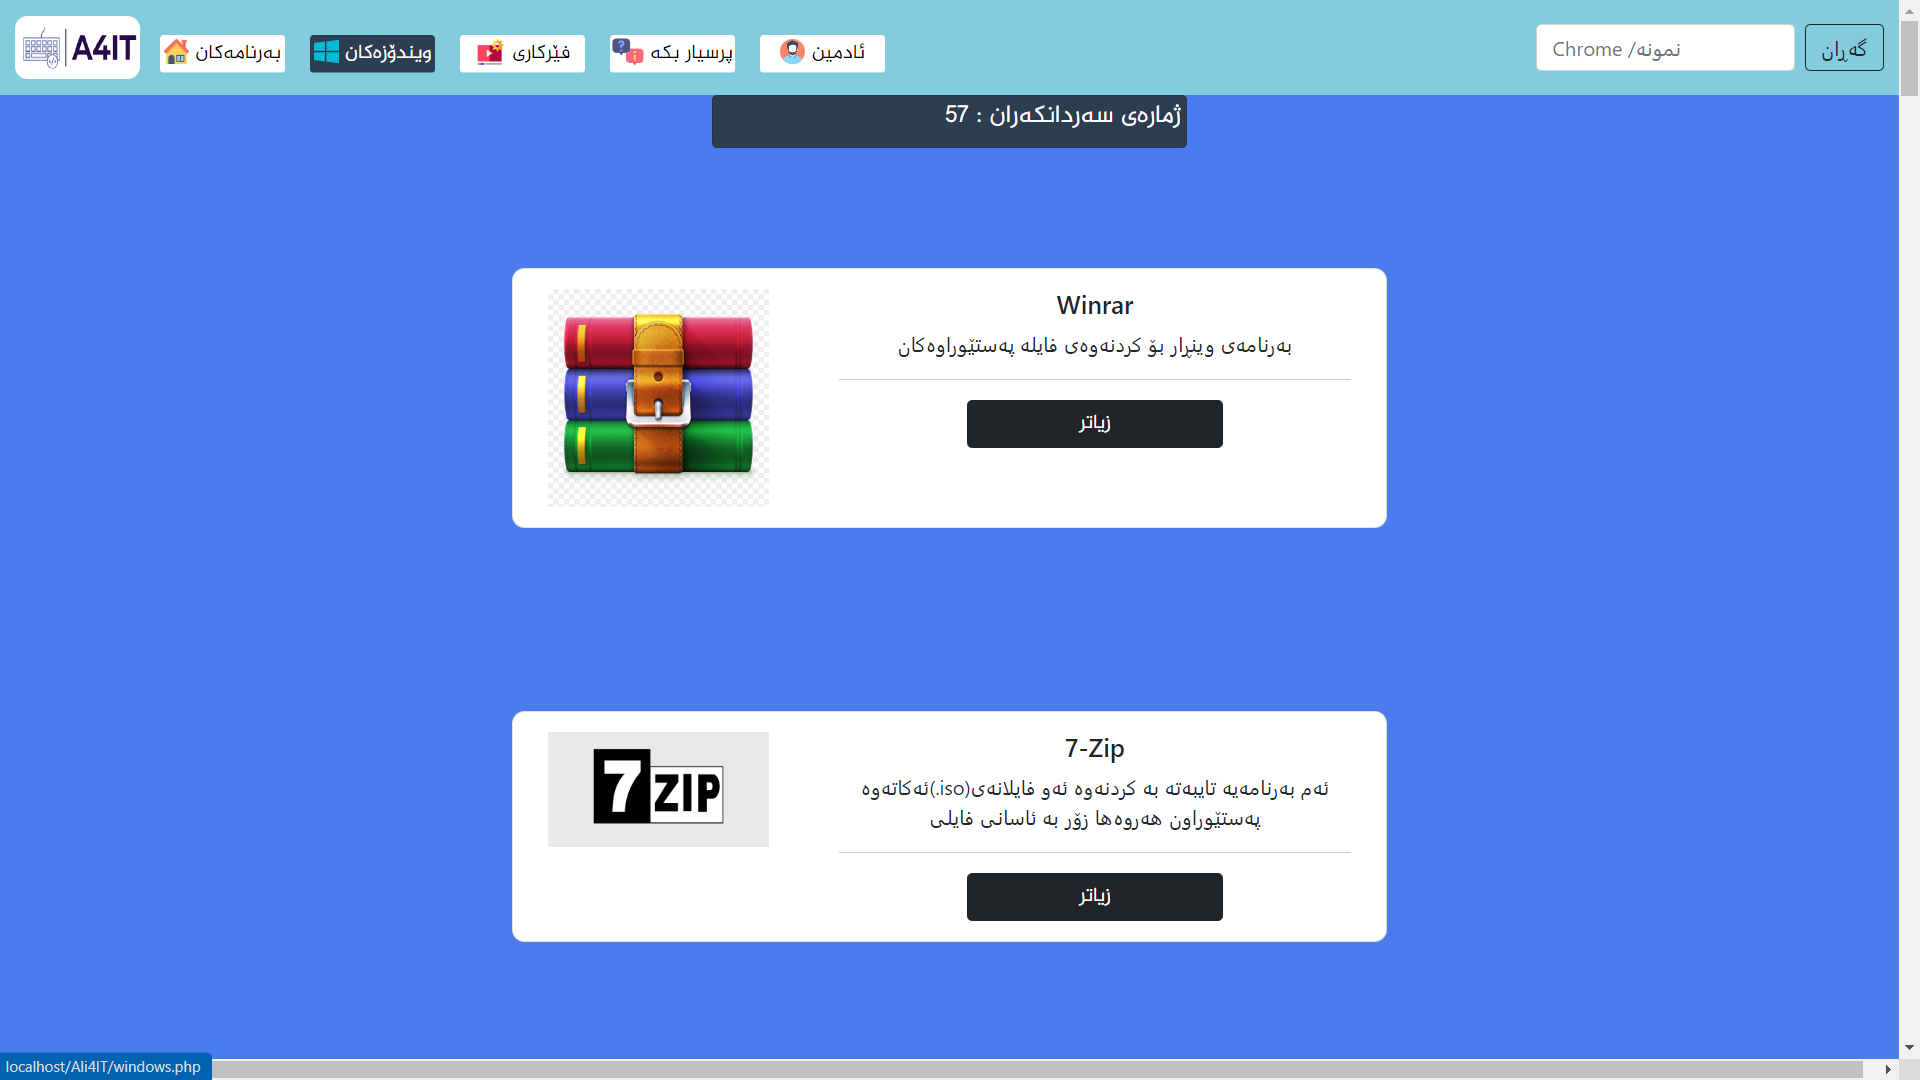 A4IT
بەرنامەکان
ویندۆزەکان
فێرکاری
پرسیار بکە
ئادمین
نمونە/ Chrome
گەڕان
ژمارەی سەردانکەران : 57
Winrar
بەرنامەی وینڕار بۆ کردنەوەی فایلە پەستێوراوەکان
زیاتر
7ZIP
7-Zip
ئەم بەرنامەیە تایبەتە بە کردنەوە ئەو فایلانەی(iso.)ئەکاتەوە
پەستێوراون هەروەها زۆر بە ئاسانی فایلی
زیاتر
localhost/Ali4IT/windows.php